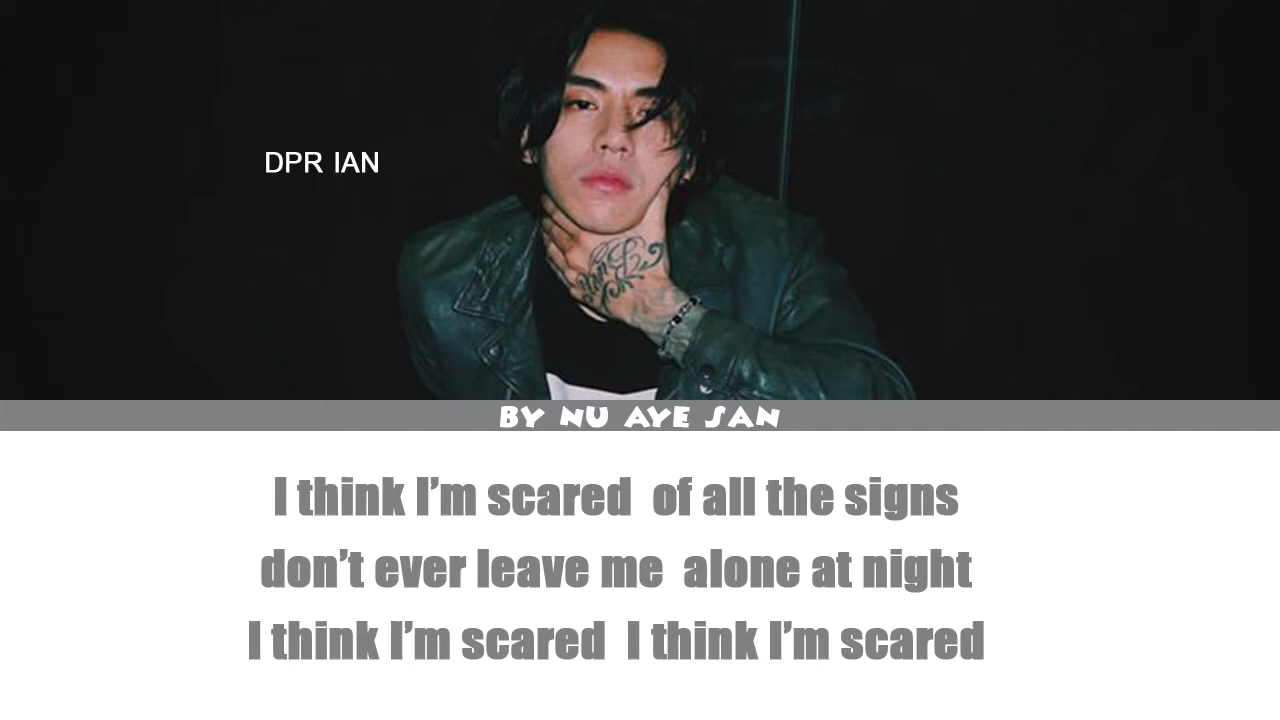 DPR IAN
BY NU AYE SAN
I think I’m scared  of all the signs
don’t ever leave me  alone at night
I think I’m scared  I think I’m scared